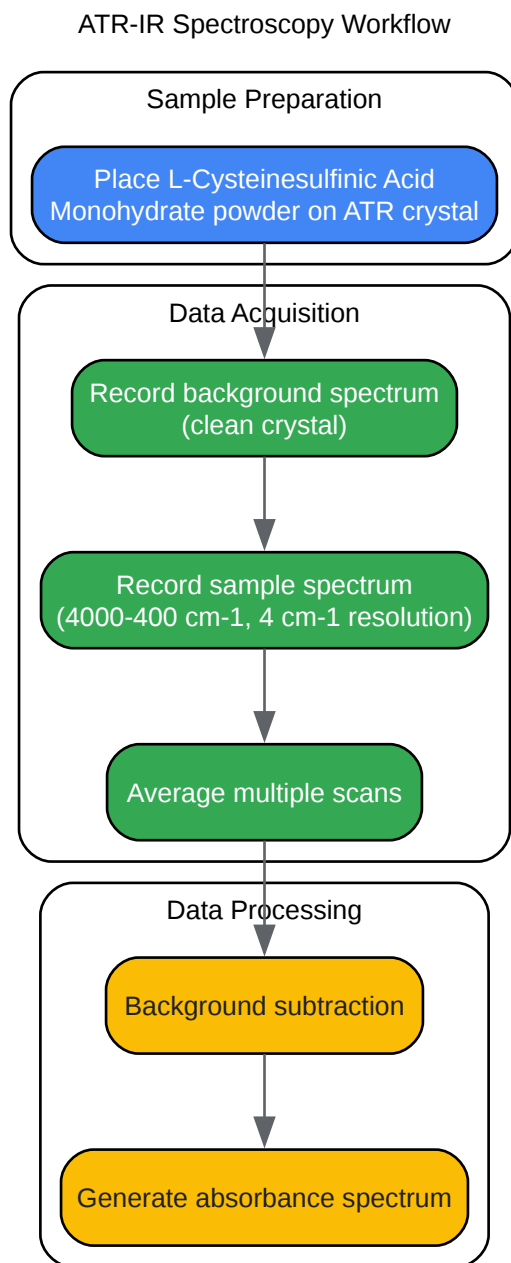 ATR-IR Spectroscopy Workflow
Sample Preparation
Place L-Cysteinesulfinic Acid
Monohydrate powder on ATR crystal
Data Acquisition
Record background spectrum
(clean crystal)
Record sample spectrum
(4000-400 cm-1, 4 cm-1 resolution)
Average multiple scans
Data Processing
Background subtraction
Generate absorbance spectrum